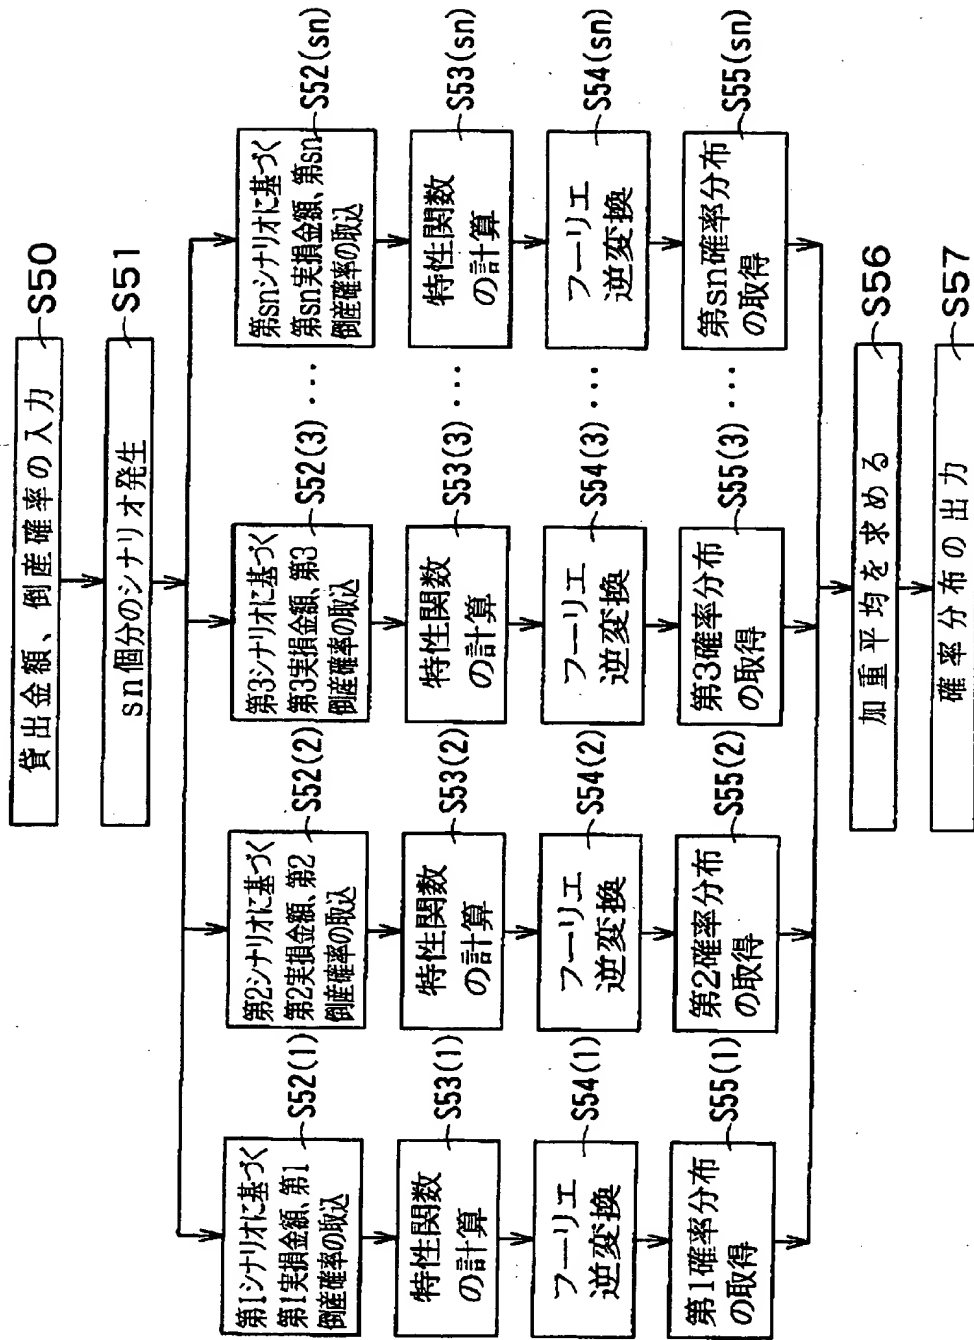 貸出金額、倒産確率の入力
S50
sn個分のシナリオ発生
S51
第1シナリオに基づく
第1実損金額、第1
倒産確率の取込
S52(1)
第2シナリオに基づく
第2実損金額、第2
倒産確率の取込
S52(2)
第3シナリオに基づく
第3実損金額、第3
倒産確率の取込
S52(3)
...
第snシナリオに基づく
第sn実損金額、第sn
倒産確率の取込
S52(sn)
特性関数
の計算
S53(1)
特性関数
の計算
S53(2)
特性関数
の計算
S53(3)
...
特性関数
の計算
S53(sn)
フーリエ
逆変換
S54(1)
フーリエ
逆変換
S54(2)
フーリエ
逆変換
S54(3)
...
フーリエ
逆変換
S54(sn)
第1確率分布
の取得
S55(1)
第2確率分布
の取得
S55(2)
第3確率分布
の取得
S55(3)
...
第sn確率分布
の取得
S55(sn)
加重平均を求める
S56
確率分布の出力
S57